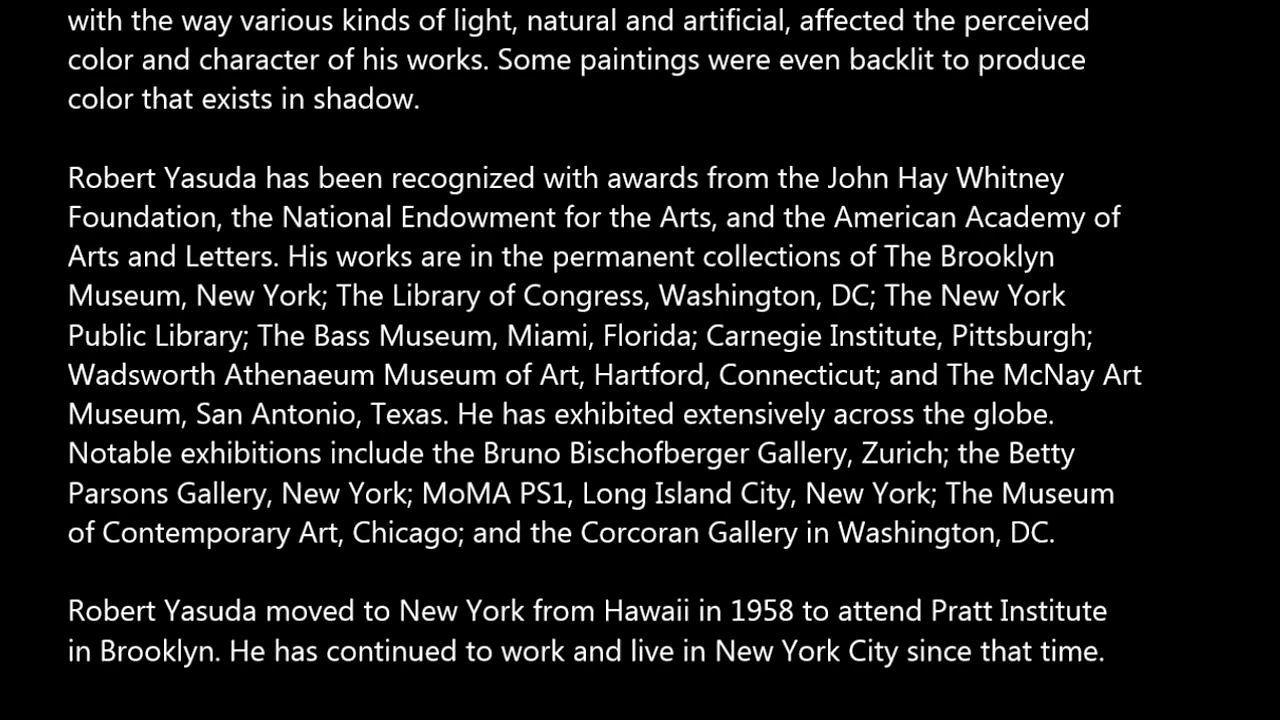 with the way various kinds of light, natural and artificial, affected the perceived
color and character of his works. Some paintings were even backlit to produce
color that exists in shadow.
Robert Yasuda has been recognized with awards from the John Hay Whitney
Foundation, the National Endowment for the Arts, and the American Academy of
Arts and Letters. His works are in the permanent collections of The Brooklyn
Museum, New York; The Library of Congress, Washington, DC; The New York
Public Library; The Bass Museum, Miami, Florida; Carnegie Institute, Pittsburgh;
Wadsworth Athenaeum Museum of Art, Hartford, Connecticut; and The McNay Art
Museum, San Antonio, Texas. He has exhibited extensively across the globe.
Notable exhibitions include the Bruno Bischofberger Gallery, Zurich; the Betty
Parsons Gallery, New York; MoMA PS1, Long Island City, New York; The Museum
of Contemporary Art, Chicago; and the Corcoran Gallery in Washington, DC.
Robert Yasuda moved to New York from Hawaii in 1958 to attend Pratt Institute
in Brooklyn. He has continued to work and live in New York City since that time.